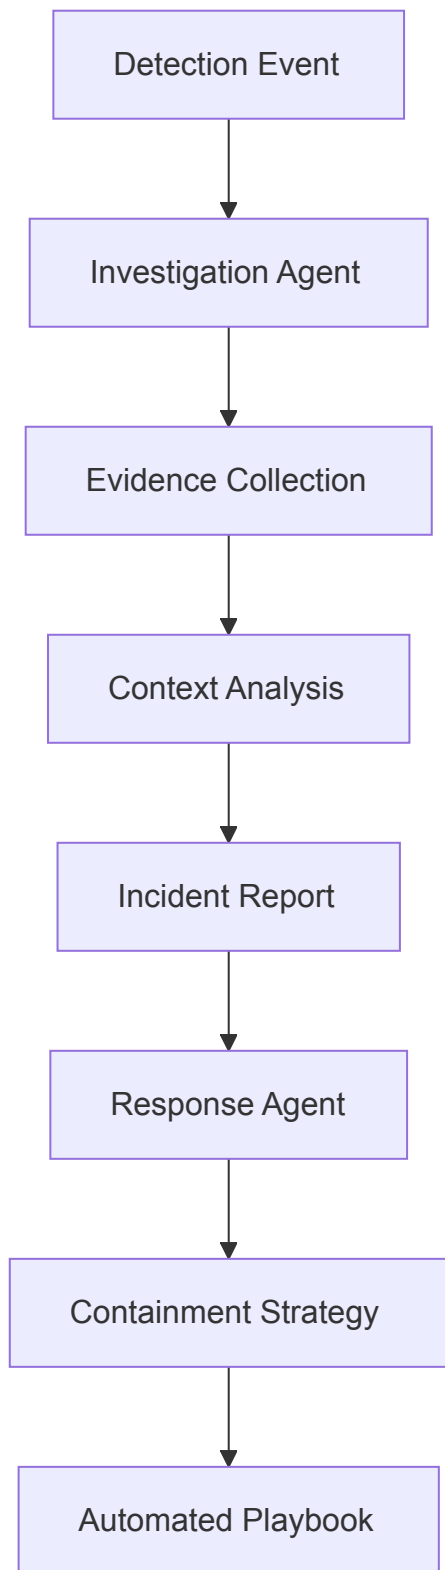 Detection Event
Investigation Agent
Evidence Collection
Context Analysis
Incident Report
Response Agent
Containment Strategy
Automated Playbook